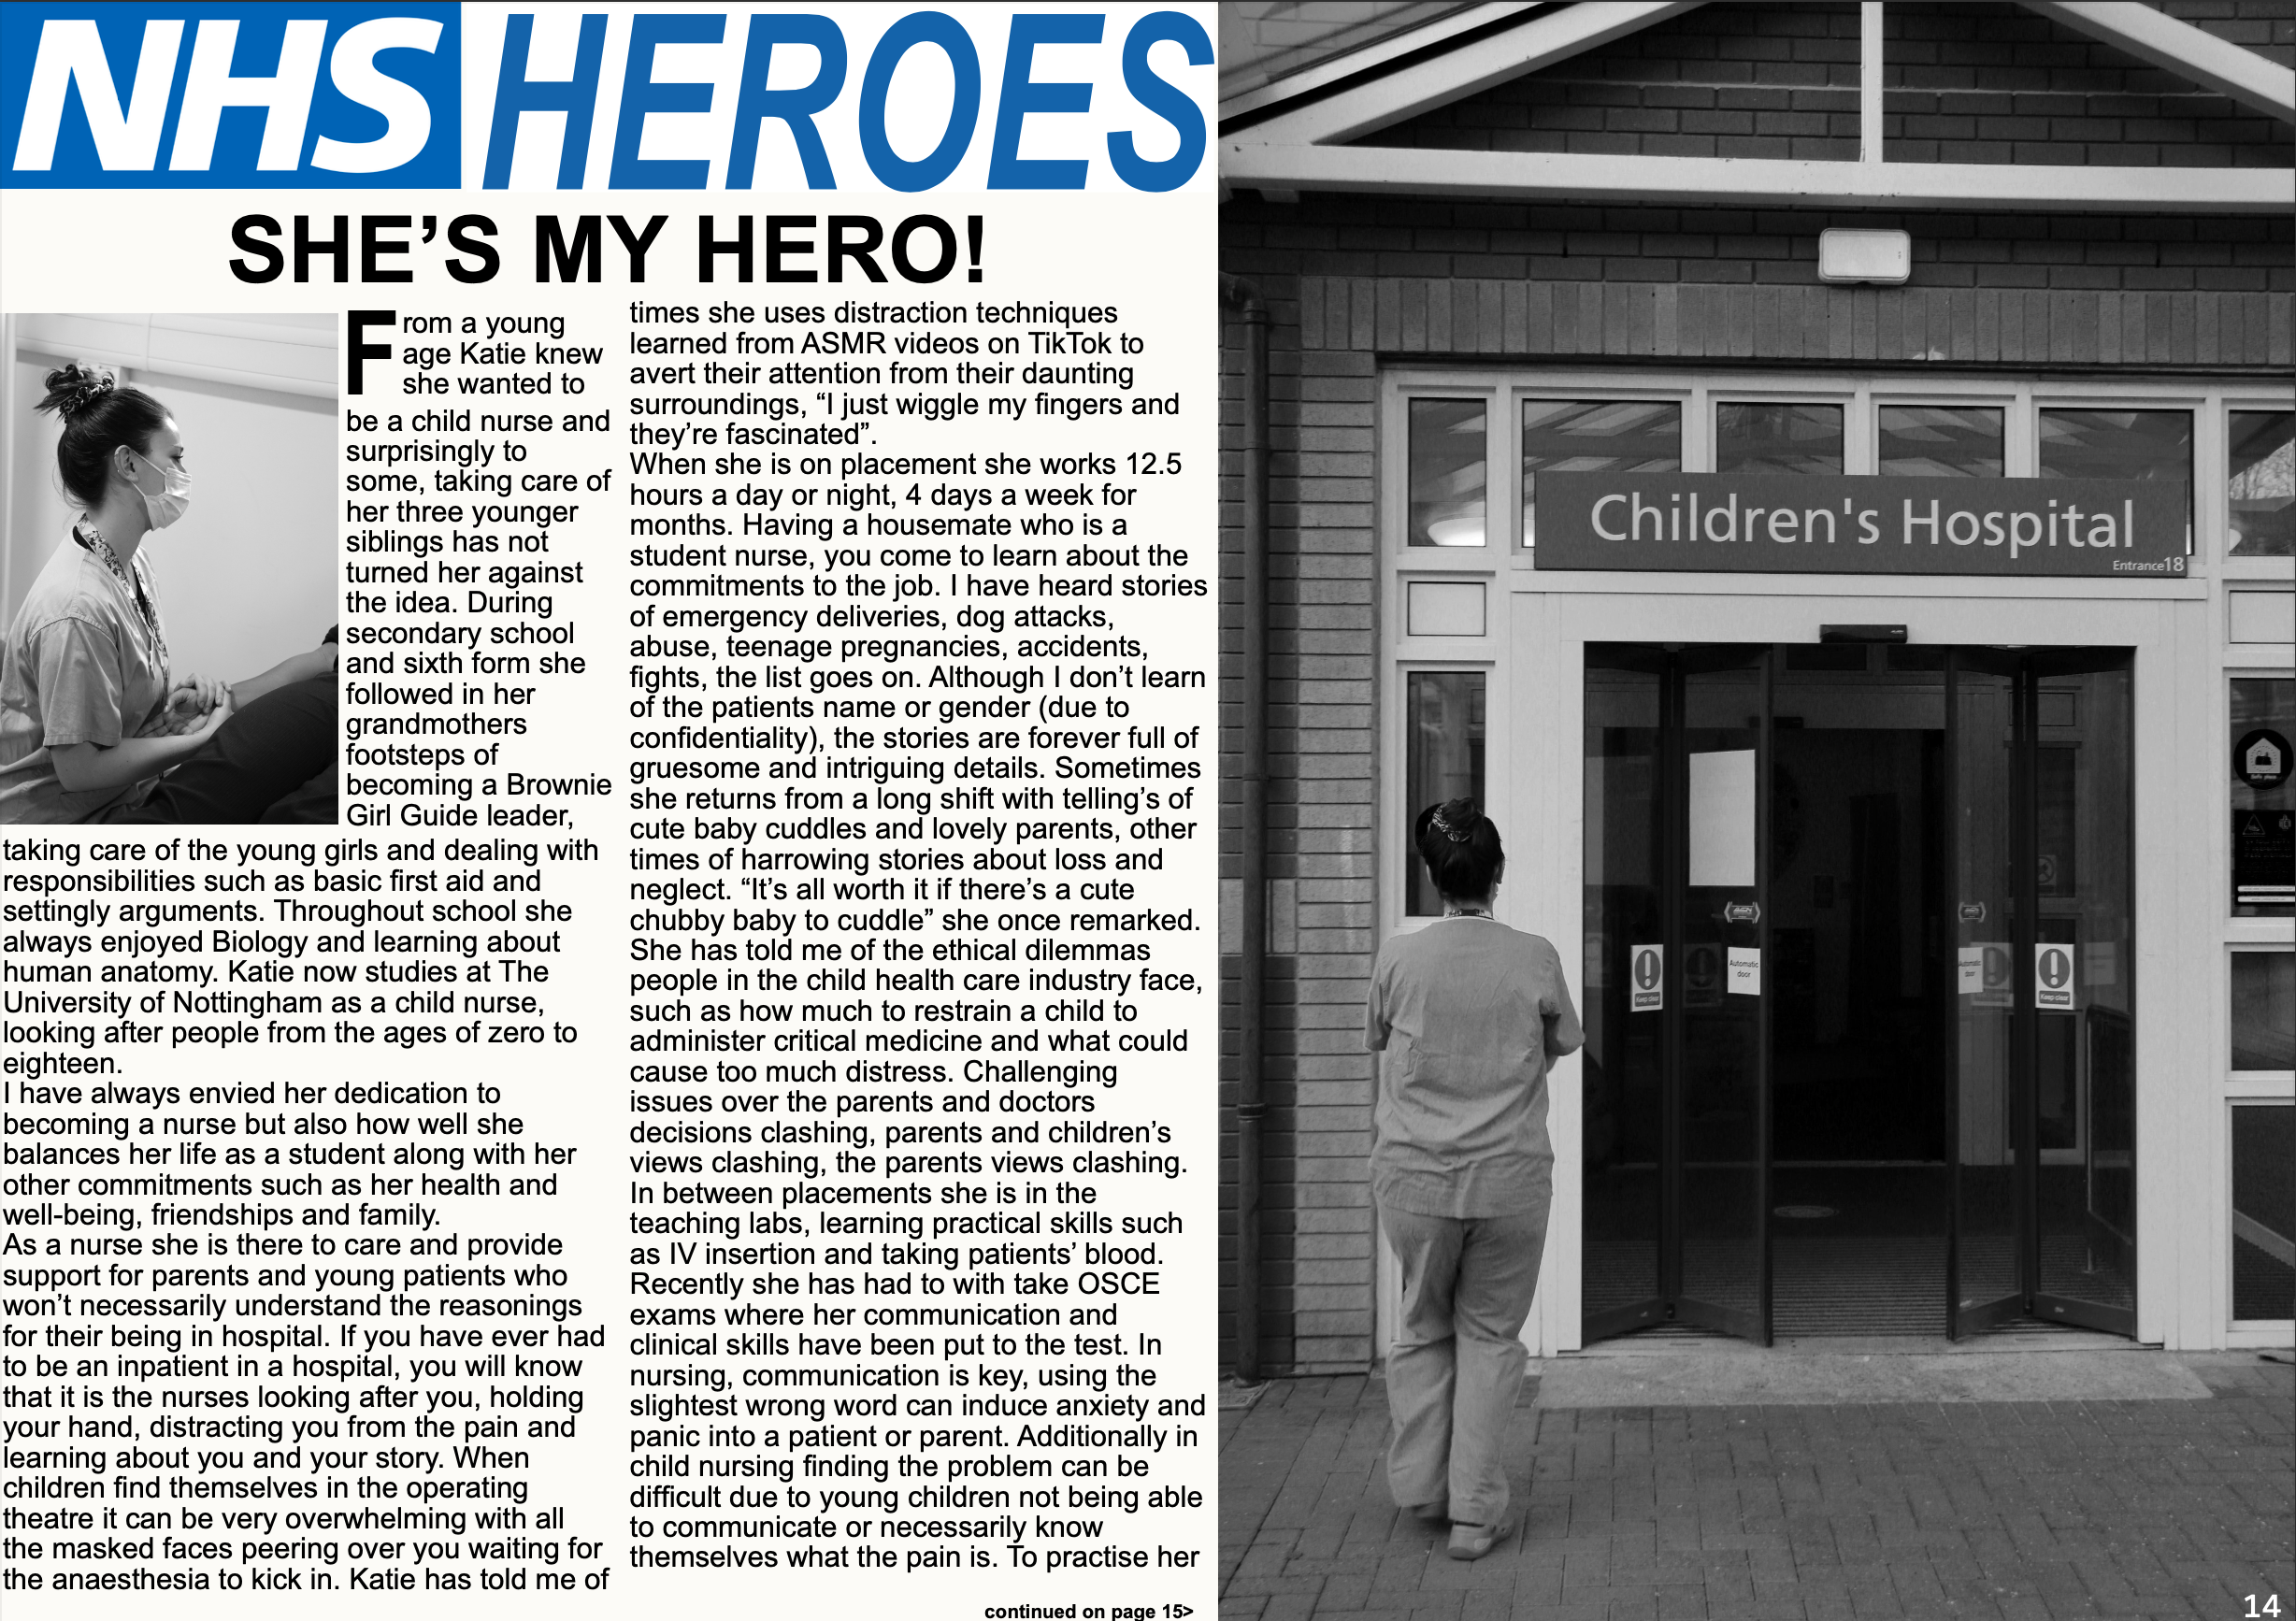 NHS HEROES
SHE’S MY HERO!
From a young
age Katie knew
she wanted to
be a child nurse and
surprisingly to
some, taking care of
her three younger
siblings has not
turned her against
the idea. During
secondary school
and sixth form she
followed in her
grandmothers
footsteps of
becoming a Brownie
Girl Guide leader,
taking care of the young girls and dealing with
responsibilities such as basic first aid and
settingly arguments. Throughout school she
always enjoyed Biology and learning about
human anatomy. Katie now studies at The
University of Nottingham as a child nurse,
looking after people from the ages of zero to
eighteen.
I have always envied her dedication to
becoming a nurse but also how well she
balances her life as a student along with her
other commitments such as her health and
well-being, friendships and family.
As a nurse she is there to care and provide
support for parents and young patients who
won’t necessarily understand the reasonings
for their being in hospital. If you have ever had
to be an inpatient in a hospital, you will know
that it is the nurses looking after you, holding
your hand, distracting you from the pain and
learning about you and your story. When
children find themselves in the operating
theatre it can be very overwhelming with all
the masked faces peering over you waiting for
the anaesthesia to kick in. Katie has told me of
times she uses distraction techniques
learned from ASMR videos on TikTok to
avert their attention from their daunting
surroundings, “I just wiggle my fingers and
they’re fascinated”.
When she is on placement she works 12.5
hours a day or night, 4 days a week for
months. Having a housemate who is a
student nurse, you come to learn about the
commitments to the job. I have heard stories
of emergency deliveries, dog attacks,
abuse, teenage pregnancies, accidents,
fights, the list goes on. Although I don’t learn
of the patients name or gender (due to
confidentiality), the stories are forever full of
gruesome and intriguing details. Sometimes
she returns from a long shift with telling’s of
cute baby cuddles and lovely parents, other
times of harrowing stories about loss and
neglect. “It’s all worth it if there’s a cute
chubby baby to cuddle” she once remarked.
She has told me of the ethical dilemmas
people in the child health care industry face,
such as how much to restrain a child to
administer critical medicine and what could
cause too much distress. Challenging
issues over the parents and doctors
decisions clashing, parents and children’s
views clashing, the parents views clashing.
In between placements she is in the
teaching labs, learning practical skills such
as IV insertion and taking patients’ blood.
Recently she has had to with take OSCE
exams where her communication and
clinical skills have been put to the test. In
nursing, communication is key, using the
slightest wrong word can induce anxiety and
panic into a patient or parent. Additionally in
child nursing finding the problem can be
difficult due to young children not being able
to communicate or necessarily know
themselves what the pain is. To practise her
continued on page 15>
Children's Hospital
Entrance18
Automatic
door
Keep clear
Automatic
door
Keep clear
14